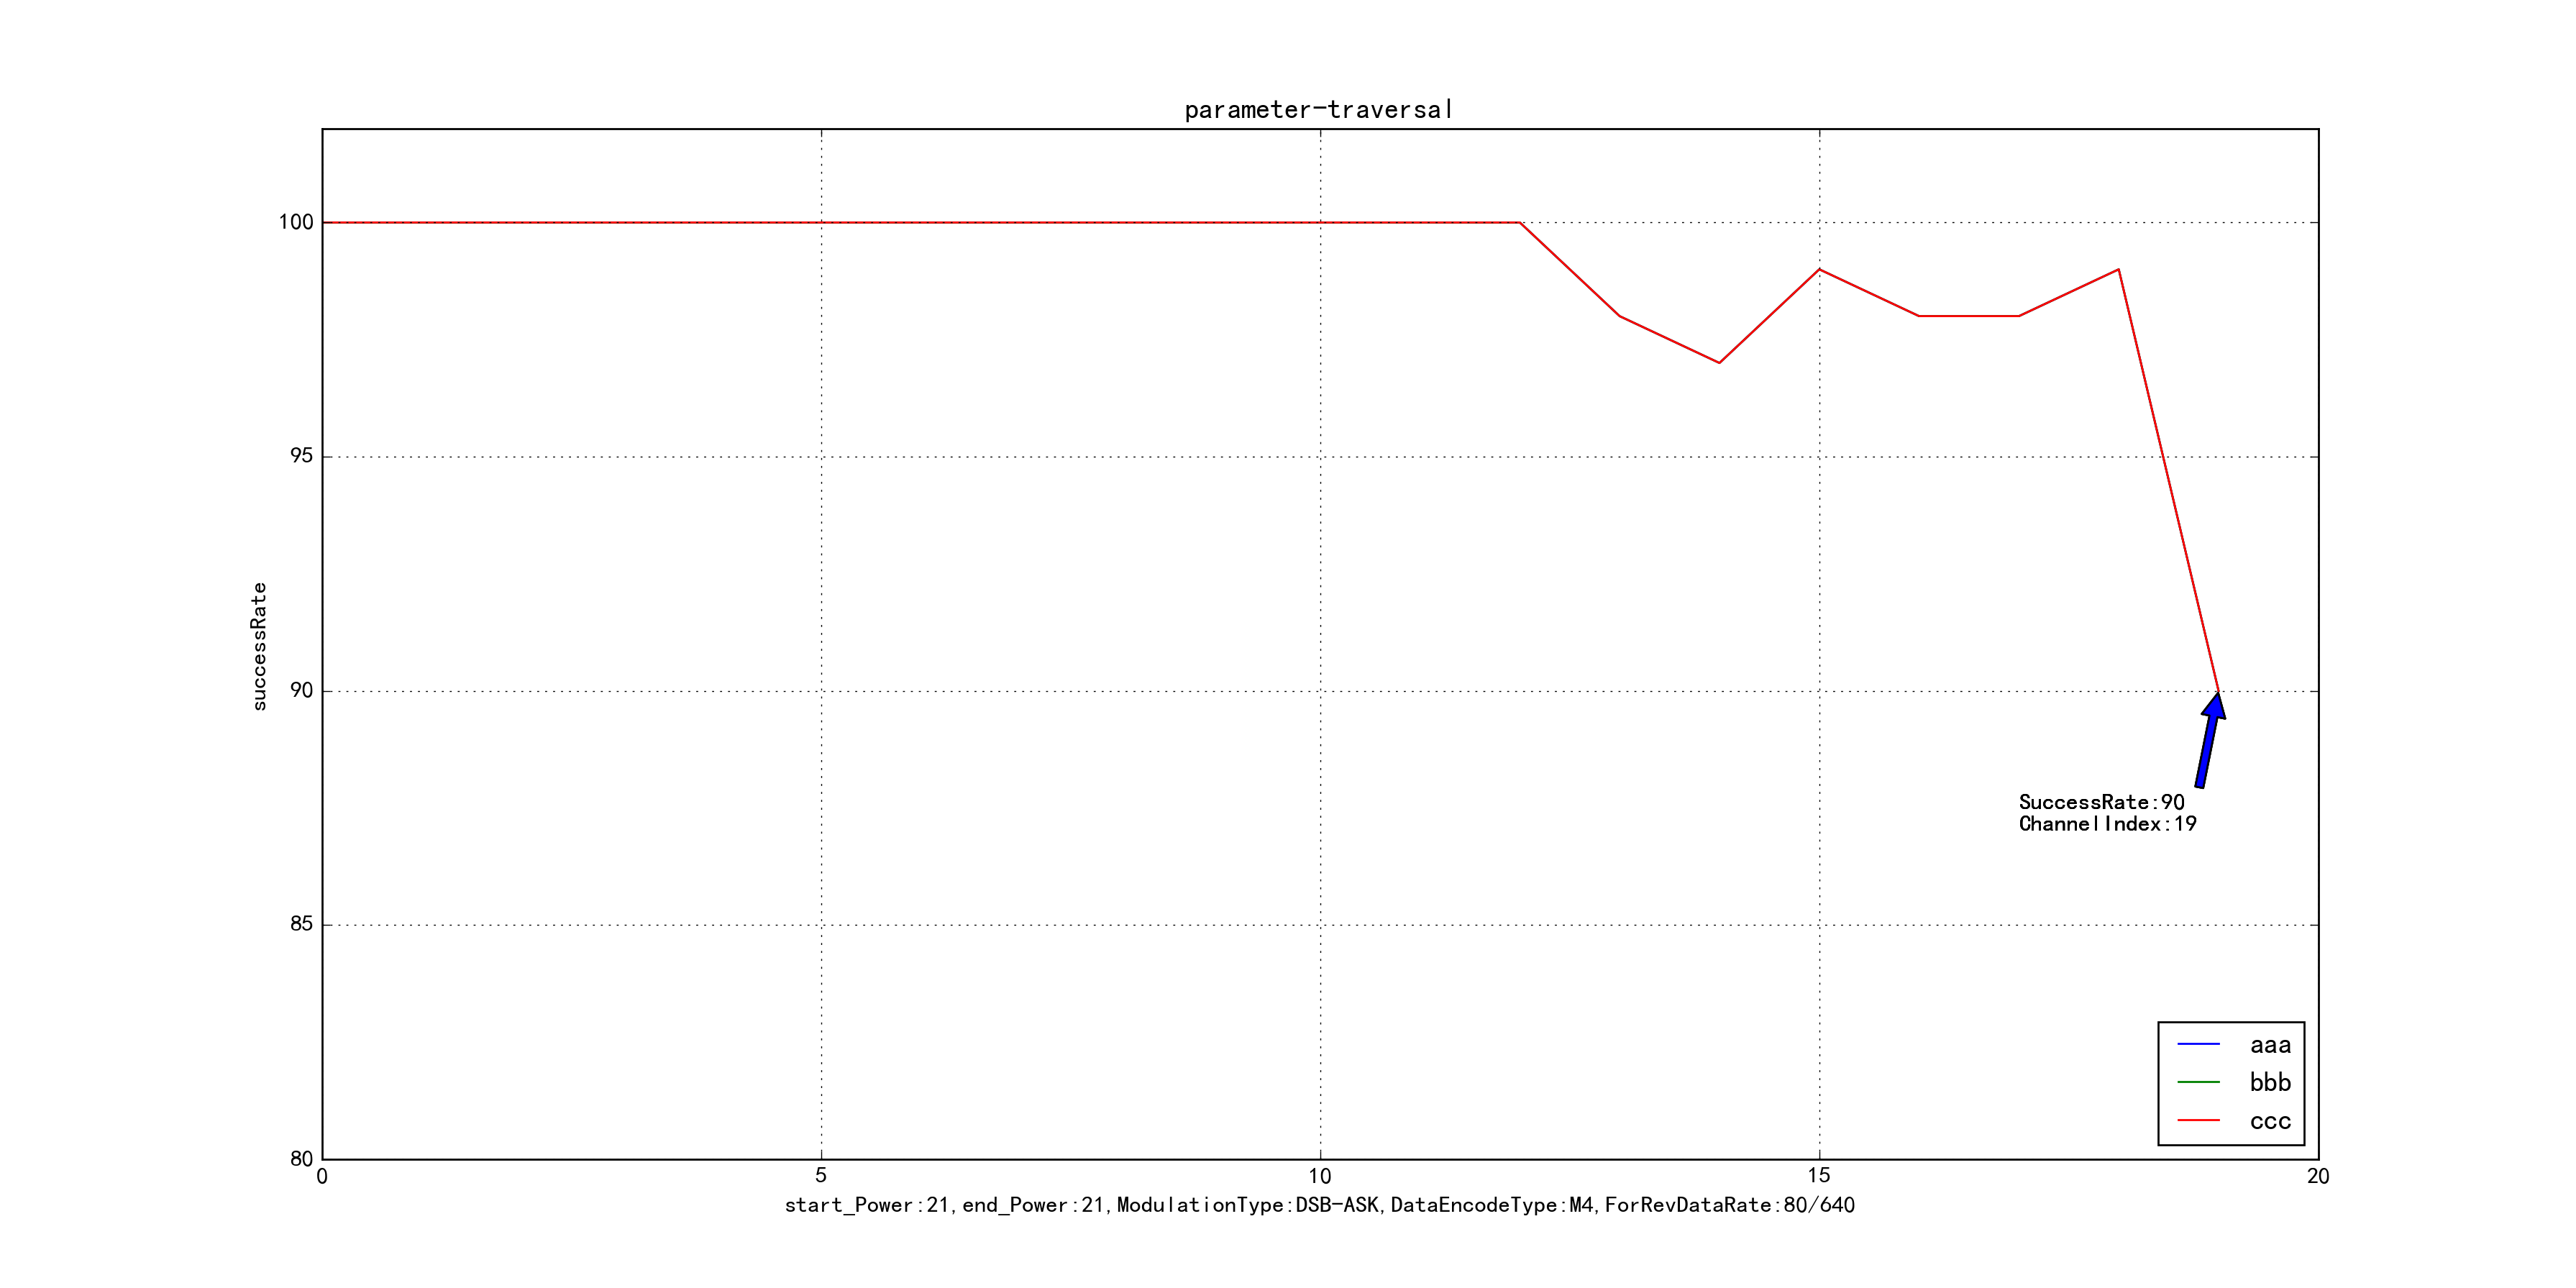 parameter-traversal
100
95
90
85
80
successRate
SuccessRate:90
ChannelIndex:19
aaa
bbb
ccc
0 5 10 15 20
start_Power:21,end_Power:21,ModulationType:DSB-ASK,DataEncodeType:M4,ForRevDataRate:80/640